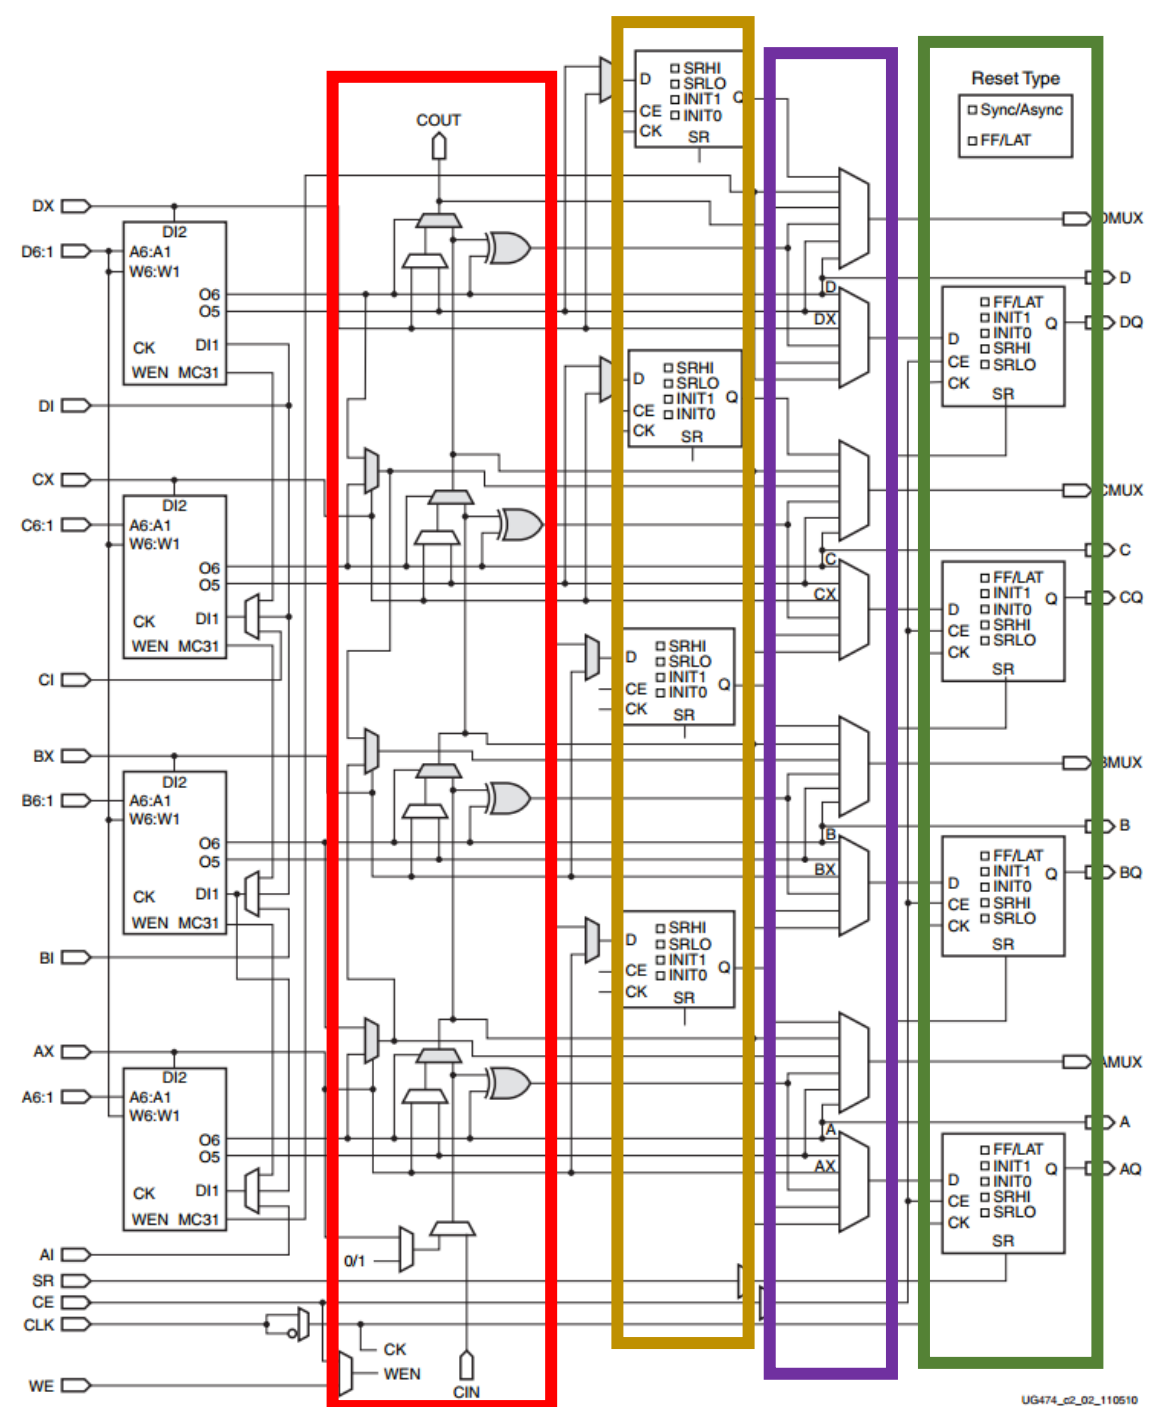 Reset Type
Sync/Async
FF/LAT
COUT
D
SRHI
SRLO
INIT1
INIT0
Q
CE
CK
SR
DX
DI2
D6:1
A6:A1
W6:W1
O6
O5
CK
DI1
WEN MC31
DMUX
D
D
DX
FF/LAT
INIT1
INIT0
SRHI
SRLO
D
CE
CK
Q
SR
DQ
DI
D
SRHI
SRLO
INIT1
INIT0
Q
CE
CK
SR
CX
DI2
C6:1
A6:A1
W6:W1
O6
O5
CK
DI1
WEN MC31
CMUX
C
C
CX
FF/LAT
INIT1
INIT0
SRHI
SRLO
D
CE
CK
Q
SR
CQ
CI
D
SRHI
SRLO
INIT1
INIT0
Q
CE
CK
SR
BX
DI2
B6:1
A6:A1
W6:W1
O6
O5
CK
DI1
WEN MC31
BMUX
B
B
BX
FF/LAT
INIT1
INIT0
SRHI
SRLO
D
CE
CK
Q
SR
BQ
BI
D
SRHI
SRLO
INIT1
INIT0
Q
CE
CK
SR
AX
DI2
A6:1
A6:A1
W6:W1
O6
O5
CK
DI1
WEN MC31
AMUX
A
A
AX
FF/LAT
INIT1
INIT0
SRHI
SRLO
D
CE
CK
Q
SR
AQ
AI
0/1
SR
CE
CLK
CK
WEN
WE
CIN
UG474_c2_02_110510